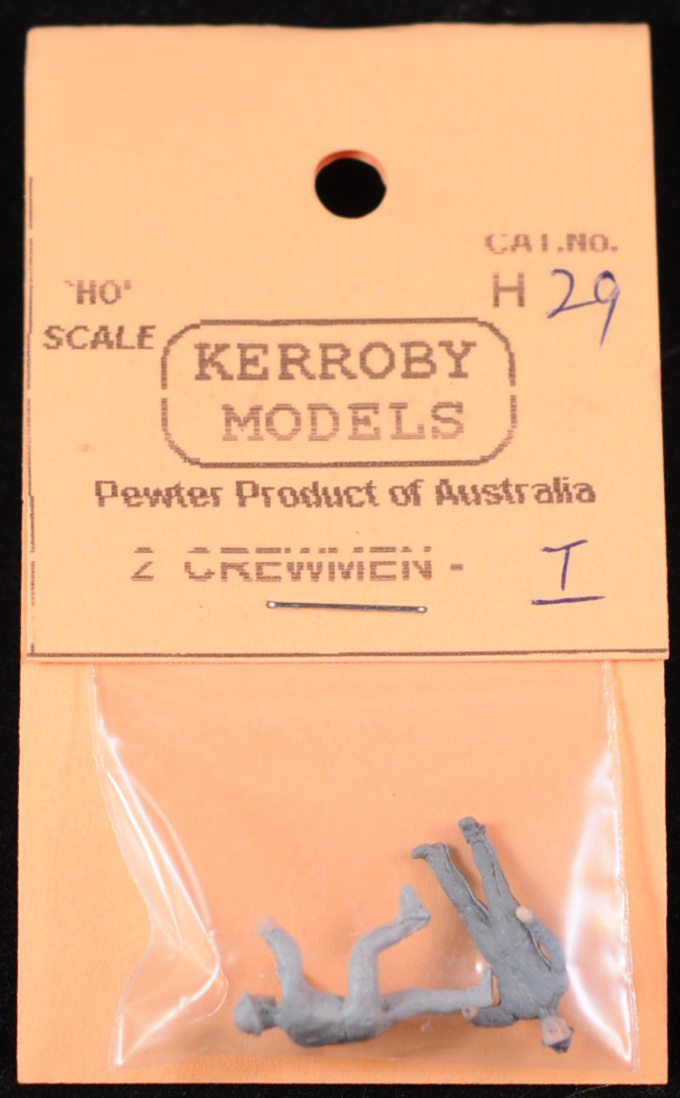 CAT.No.
H 29
'HO'
SCALE
KERROBY
MODELS
Pewter Product of Australia
2 CREWMEN - I